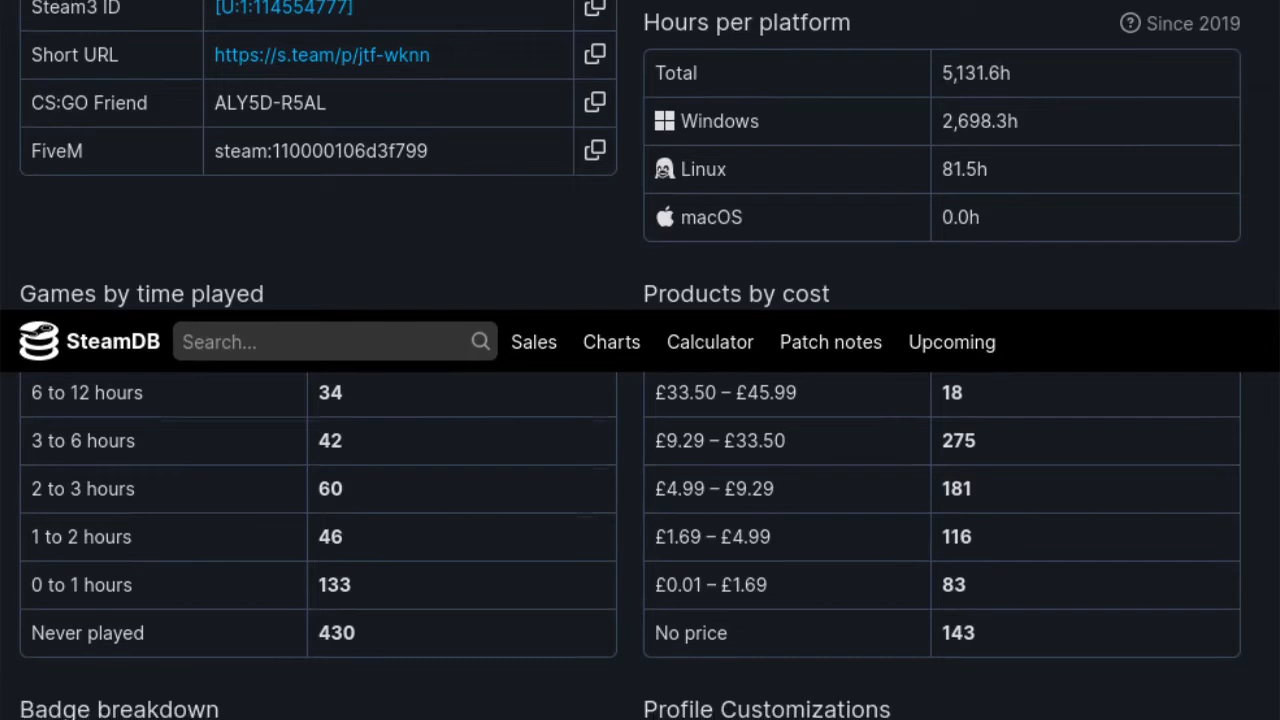 Steam3 ID [U:1:114554777]
Short URL https://s.team/p/jtf-wknn
CS:GO Friend ALY5D-R5AL
FiveM steam:110000106d3f799
Hours per platform Since 2019
Total 5,131.6h
Windows 2,698.3h
Linux 81.5h
macOS 0.0h
Games by time played
Products by cost
SteamDB Search... Sales Charts Calculator Patch notes Upcoming
6 to 12 hours 34
3 to 6 hours 42
2 to 3 hours 60
1 to 2 hours 46
0 to 1 hours 133
Never played 430
£33.50 – £45.99 18
£9.29 – £33.50 275
£4.99 – £9.29 181
£1.69 – £4.99 116
£0.01 – £1.69 83
No price 143
Badge breakdown
Profile Customizations